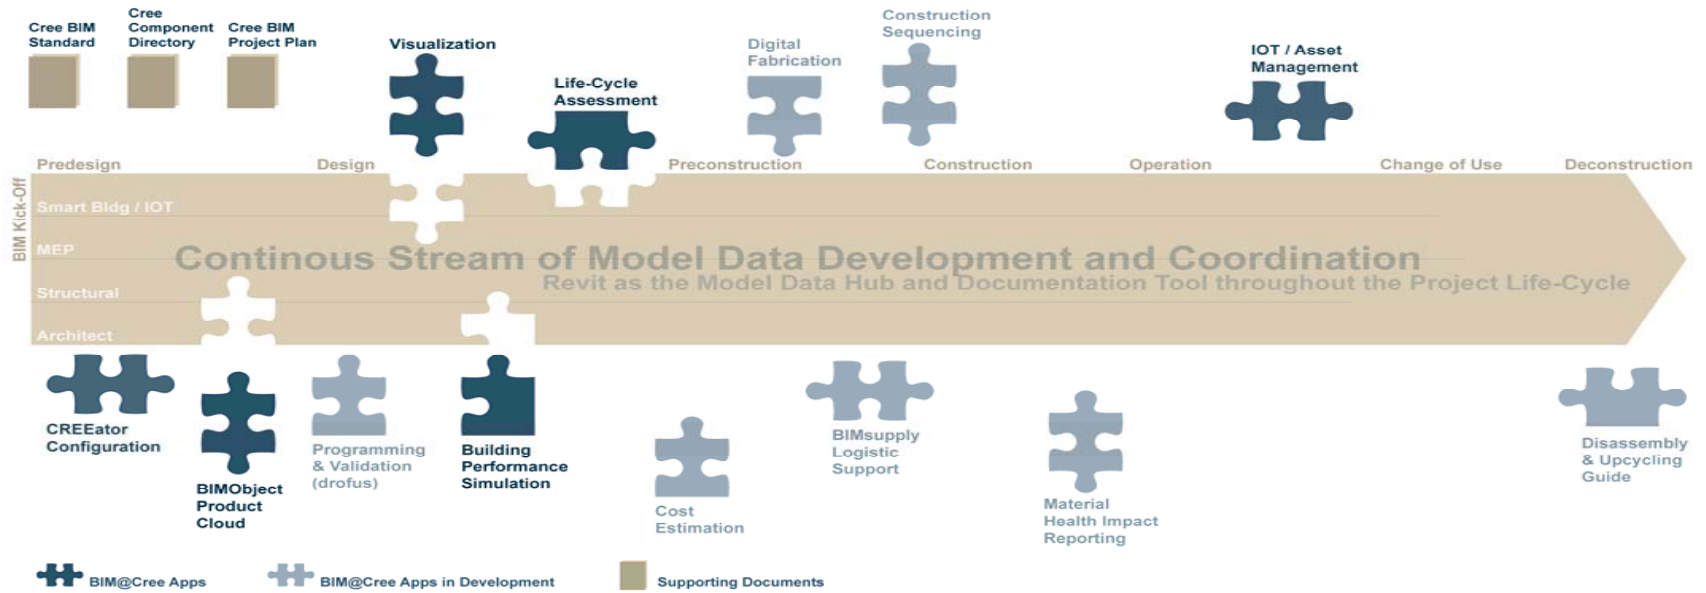 Cree BIM
Standard
Cree
Component
Directory
Cree BIM
Project Plan
Visualization
Life-Cycle
Assessment
Digital
Fabrication
Construction
Sequencing
IOT / Asset
Management
Predesign
Design
Preconstruction
Construction
Operation
Change of Use
Deconstruction
BIM Kick-Off
Smart Bldg / IOT
MEP
Structural
Architect
Continous Stream of Model Data Development and Coordination
Revit as the Model Data Hub and Documentation Tool throughout the Project Life-Cycle
CREEator
Configuration
BIMObject
Product
Cloud
Programming
& Validation
(drofus)
Building
Performance
Simulation
Cost
Estimation
BIMsupply
Logistic
Support
Material
Health Impact
Reporting
Disassembly
& Upcycling
Guide
BIM@Cree Apps
BIM@Cree Apps in Development
Supporting Documents